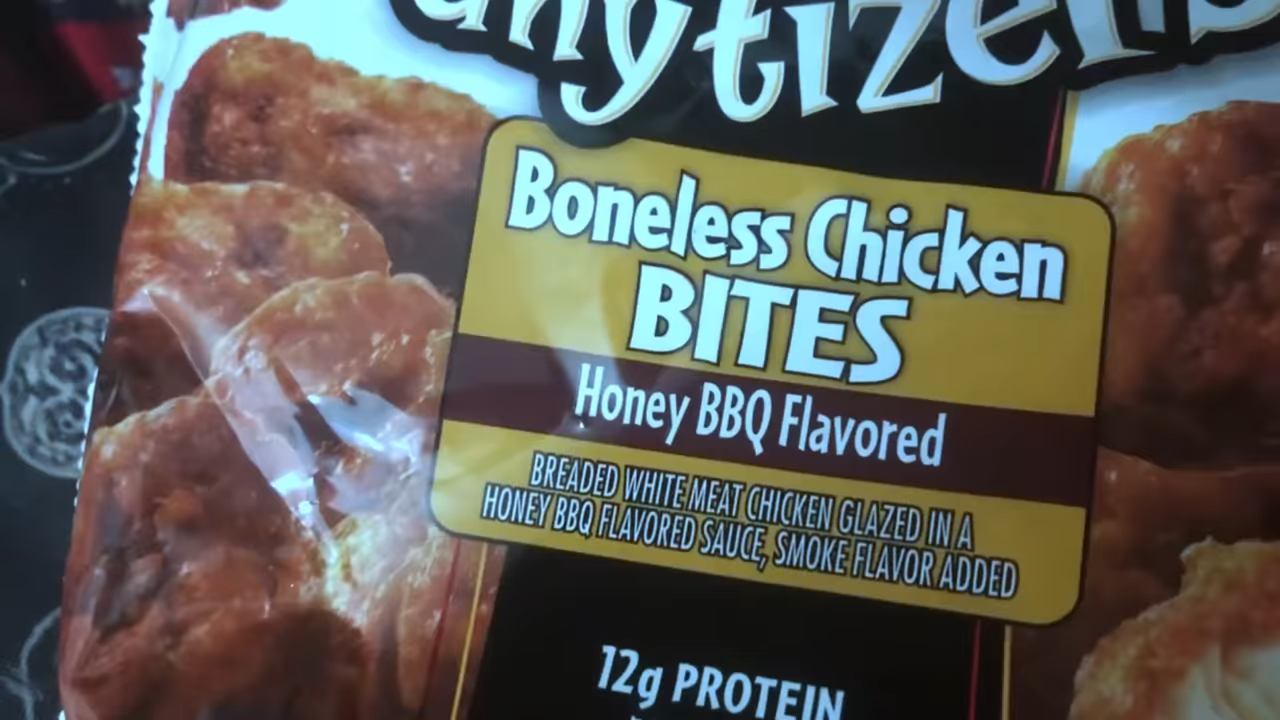 anytizers
Boneless Chicken
BITES
Honey BBQ Flavored
BREADED WHITE MEAT CHICKEN GLAZED IN A
HONEY BBQ FLAVORED SAUCE, SMOKE FLAVOR ADDED
12g PROTEIN